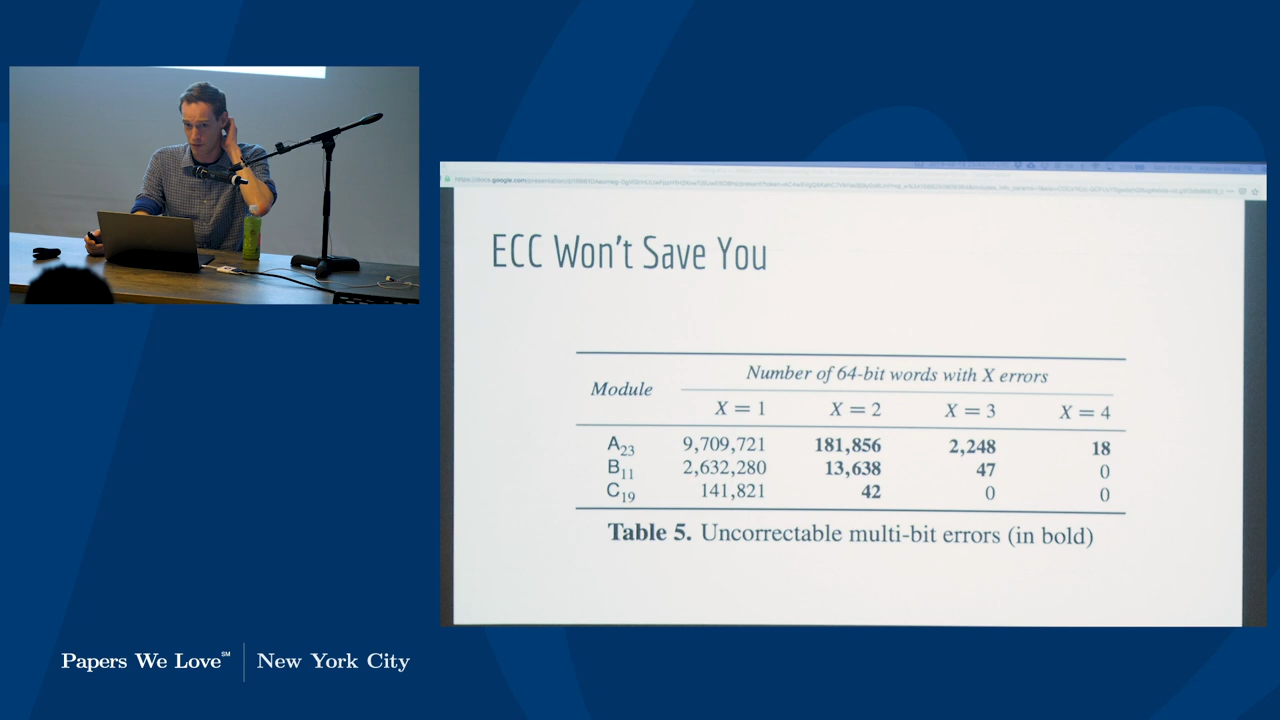 ECC Won't Save You
Module
Number of 64-bit words with X errors
X = 1 X = 2 X = 3 X = 4
A23 9,709,721 181,856 2,248 18
B11 2,632,280 13,638 47 0
C19 141,821 42 0 0
Table 5. Uncorrectable multi-bit errors (in bold)
Papers We Love℠ | New York City